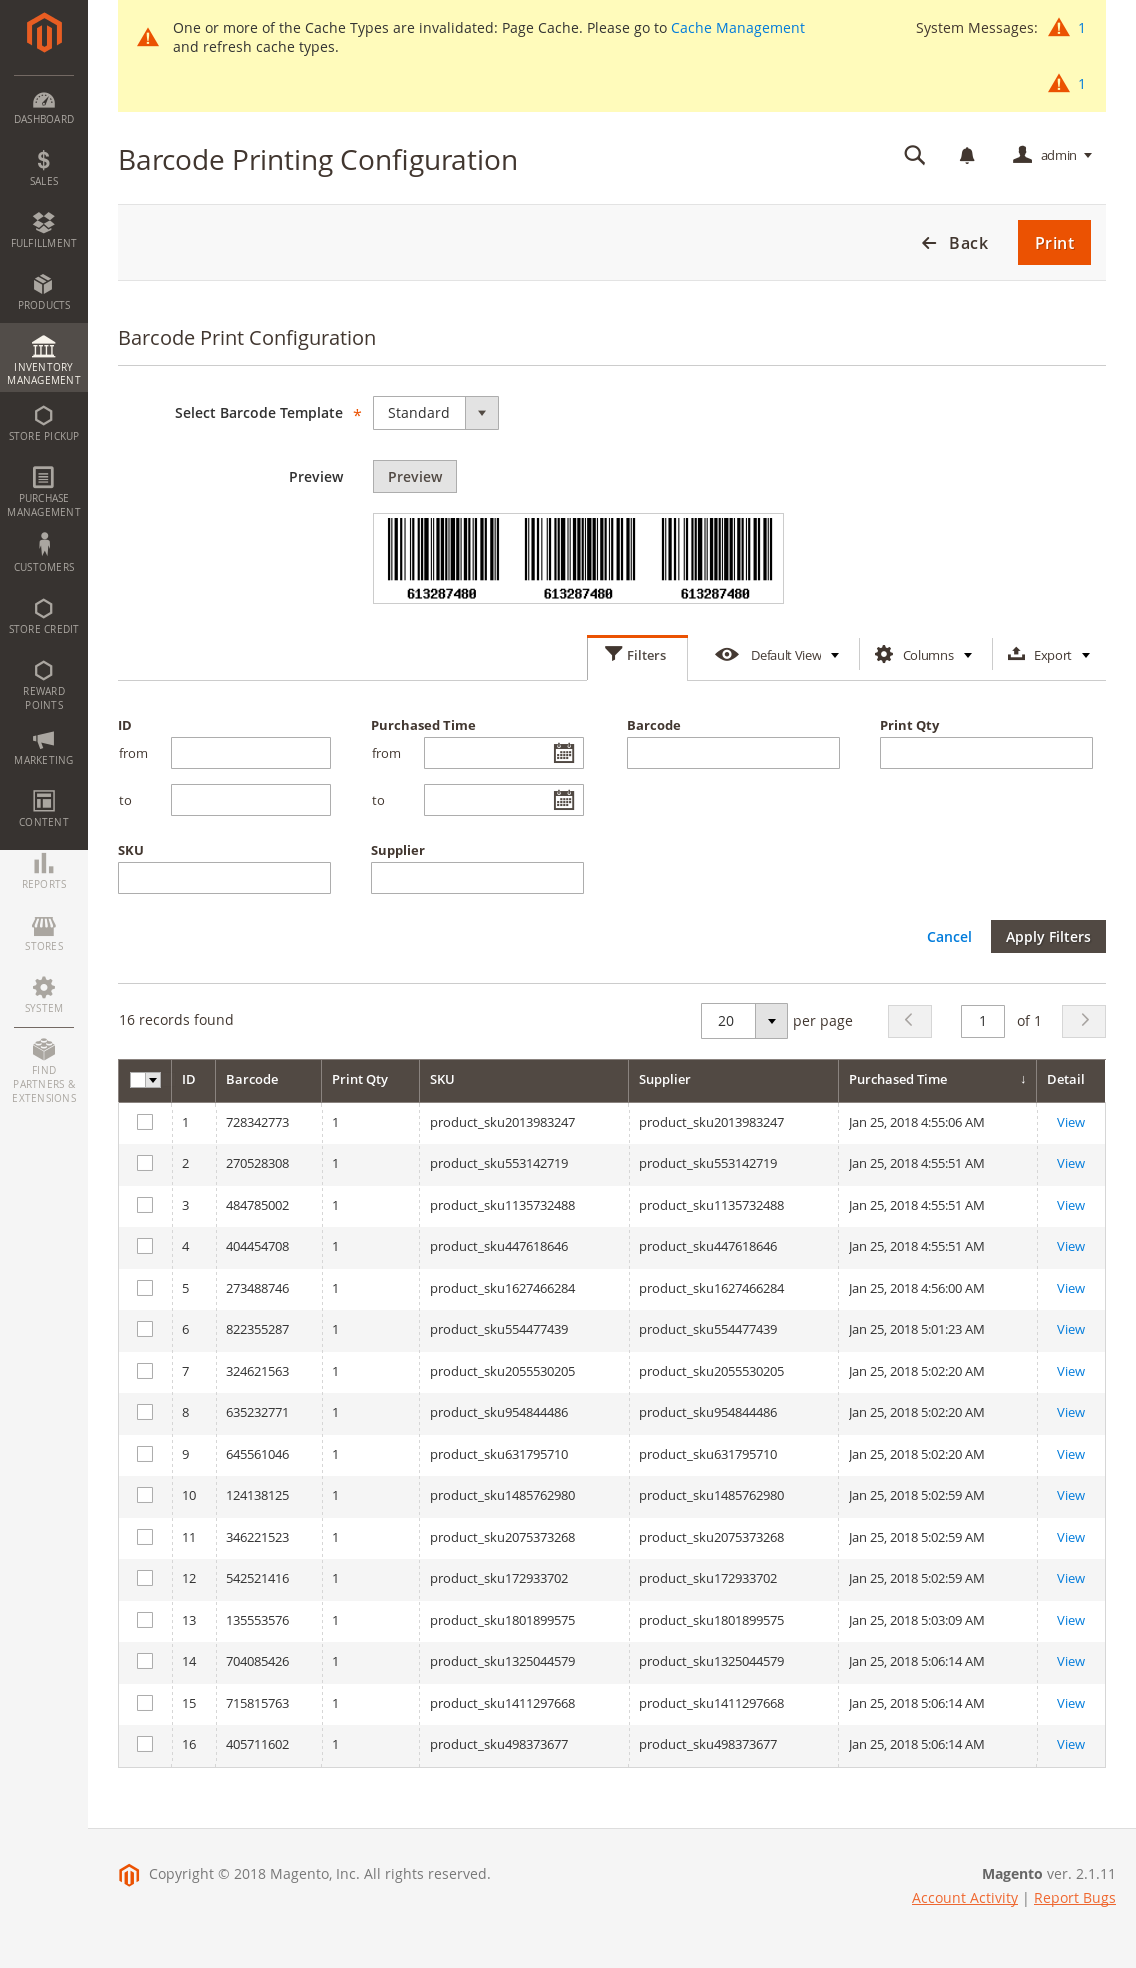 One or more of the Cache Types are invalidated: Page Cache. Please go to Cache Management
and refresh cache types.
System Messages: 1
1
DASHBOARD
SALES
FULFILLMENT
PRODUCTS
INVENTORY
MANAGEMENT
STORE PICKUP
PURCHASE
MANAGEMENT
CUSTOMERS
STORE CREDIT
REWARD
POINTS
MARKETING
CONTENT
REPORTS
STORES
SYSTEM
FIND
PARTNERS &
EXTENSIONS
Barcode Printing Configuration
admin
Back
Print
Barcode Print Configuration
Select Barcode Template * Standard
Preview Preview
613287480 613287480 613287480
Filters Default View Columns Export
ID Purchased Time Barcode Print Qty
from from
to to
SKU Supplier
Cancel Apply Filters
16 records found 20 per page 1 of 1
ID Barcode Print Qty SKU Supplier Purchased Time ↓ Detail
1 728342773 1 product_sku2013983247 product_sku2013983247 Jan 25, 2018 4:55:06 AM View
2 270528308 1 product_sku553142719 product_sku553142719 Jan 25, 2018 4:55:51 AM View
3 484785002 1 product_sku1135732488 product_sku1135732488 Jan 25, 2018 4:55:51 AM View
4 404454708 1 product_sku447618646 product_sku447618646 Jan 25, 2018 4:55:51 AM View
5 273488746 1 product_sku1627466284 product_sku1627466284 Jan 25, 2018 4:56:00 AM View
6 822355287 1 product_sku554477439 product_sku554477439 Jan 25, 2018 5:01:23 AM View
7 324621563 1 product_sku2055530205 product_sku2055530205 Jan 25, 2018 5:02:20 AM View
8 635232771 1 product_sku954844486 product_sku954844486 Jan 25, 2018 5:02:20 AM View
9 645561046 1 product_sku631795710 product_sku631795710 Jan 25, 2018 5:02:20 AM View
10 124138125 1 product_sku1485762980 product_sku1485762980 Jan 25, 2018 5:02:59 AM View
11 346221523 1 product_sku2075373268 product_sku2075373268 Jan 25, 2018 5:02:59 AM View
12 542521416 1 product_sku172933702 product_sku172933702 Jan 25, 2018 5:02:59 AM View
13 135553576 1 product_sku1801899575 product_sku1801899575 Jan 25, 2018 5:03:09 AM View
14 704085426 1 product_sku1325044579 product_sku1325044579 Jan 25, 2018 5:06:14 AM View
15 715815763 1 product_sku1411297668 product_sku1411297668 Jan 25, 2018 5:06:14 AM View
16 405711602 1 product_sku498373677 product_sku498373677 Jan 25, 2018 5:06:14 AM View
Copyright © 2018 Magento, Inc. All rights reserved.
Magento ver. 2.1.11
Account Activity | Report Bugs